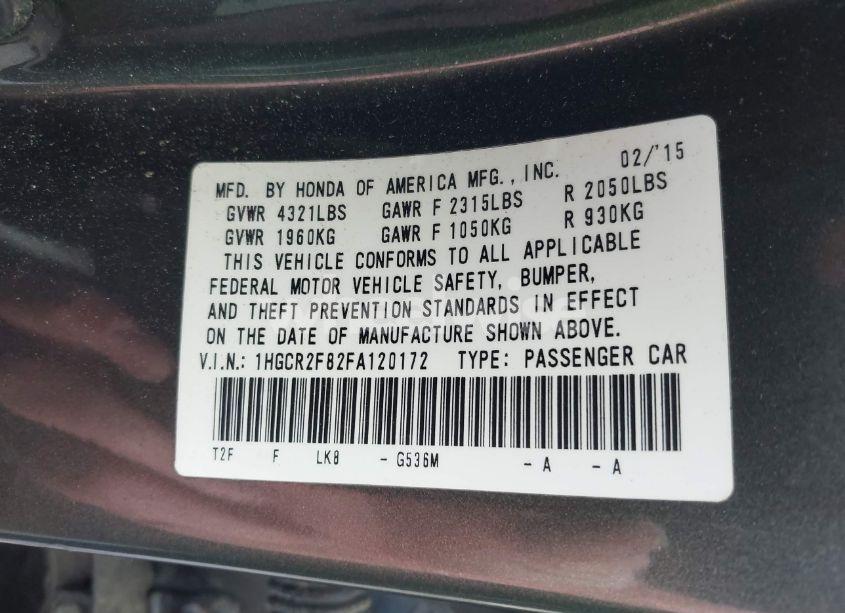 MFD. BY HONDA OF AMERICA MFG., INC. 02/'15
GVWR 4321LBS GAWR F 2315LBS R 2050LBS
GVWR 1960KG GAWR F 1050KG R 930KG
THIS VEHICLE CONFORMS TO ALL APPLICABLE
FEDERAL MOTOR VEHICLE SAFETY, BUMPER,
AND THEFT PREVENTION STANDARDS IN EFFECT
ON THE DATE OF MANUFACTURE SHOWN ABOVE.
V.I.N.: 1HGCR2F82FA120172 TYPE: PASSENGER CAR
T2F F LK8 - G536M - A - A